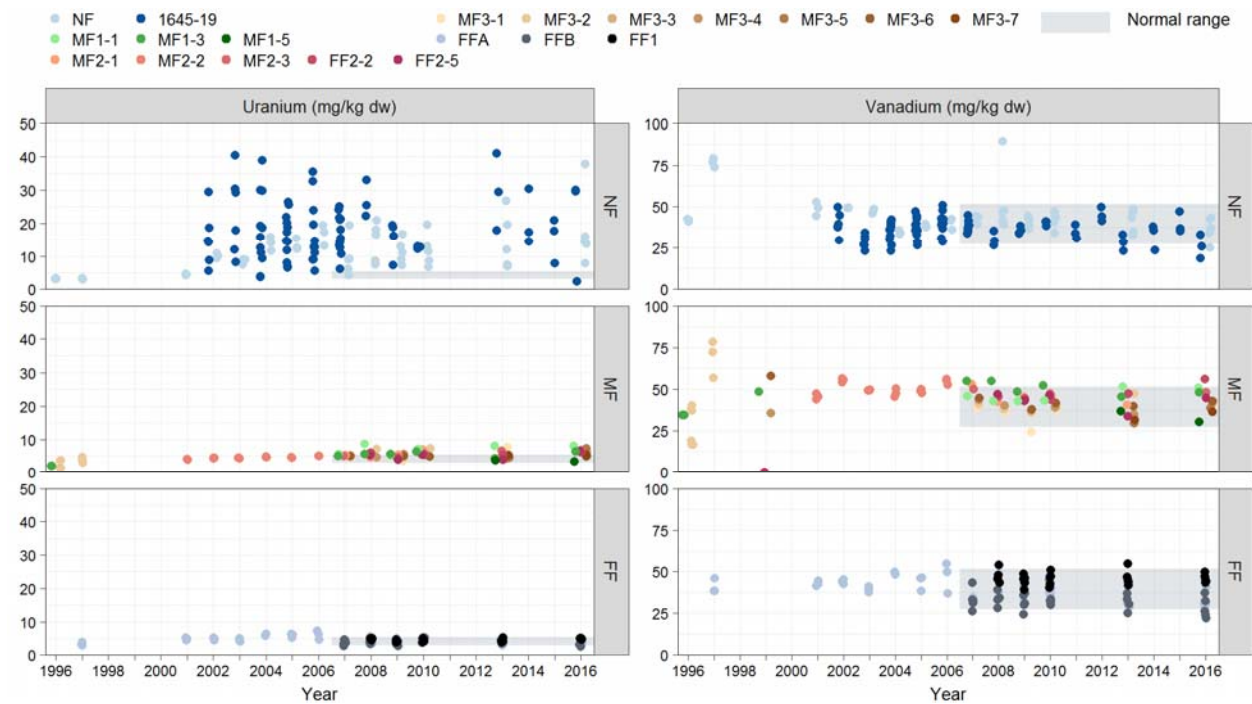 NF 1645-19 MF3-1 MF3-2 MF3-3 MF3-4 MF3-5 MF3-6 MF3-7 Normal range
MF1-1 MF1-3 MF1-5 FFA FFB FF1
MF2-1 MF2-2 MF2-3 FF2-2 FF2-5
Uranium (mg/kg dw) Vanadium (mg/kg dw)
50 100
40 75
30 NF 50 NF
20 25
10 0
0
50 100
40 75
30 MF 50 MF
20 25
10 0
0
50 100
40 75
30 FF 50 FF
20 25
10 0
0
1996 1998 2000 2002 2004 2006 2008 2010 2012 2014 2016 1996 1998 2000 2002 2004 2006 2008 2010 2012 2014 2016
Year Year